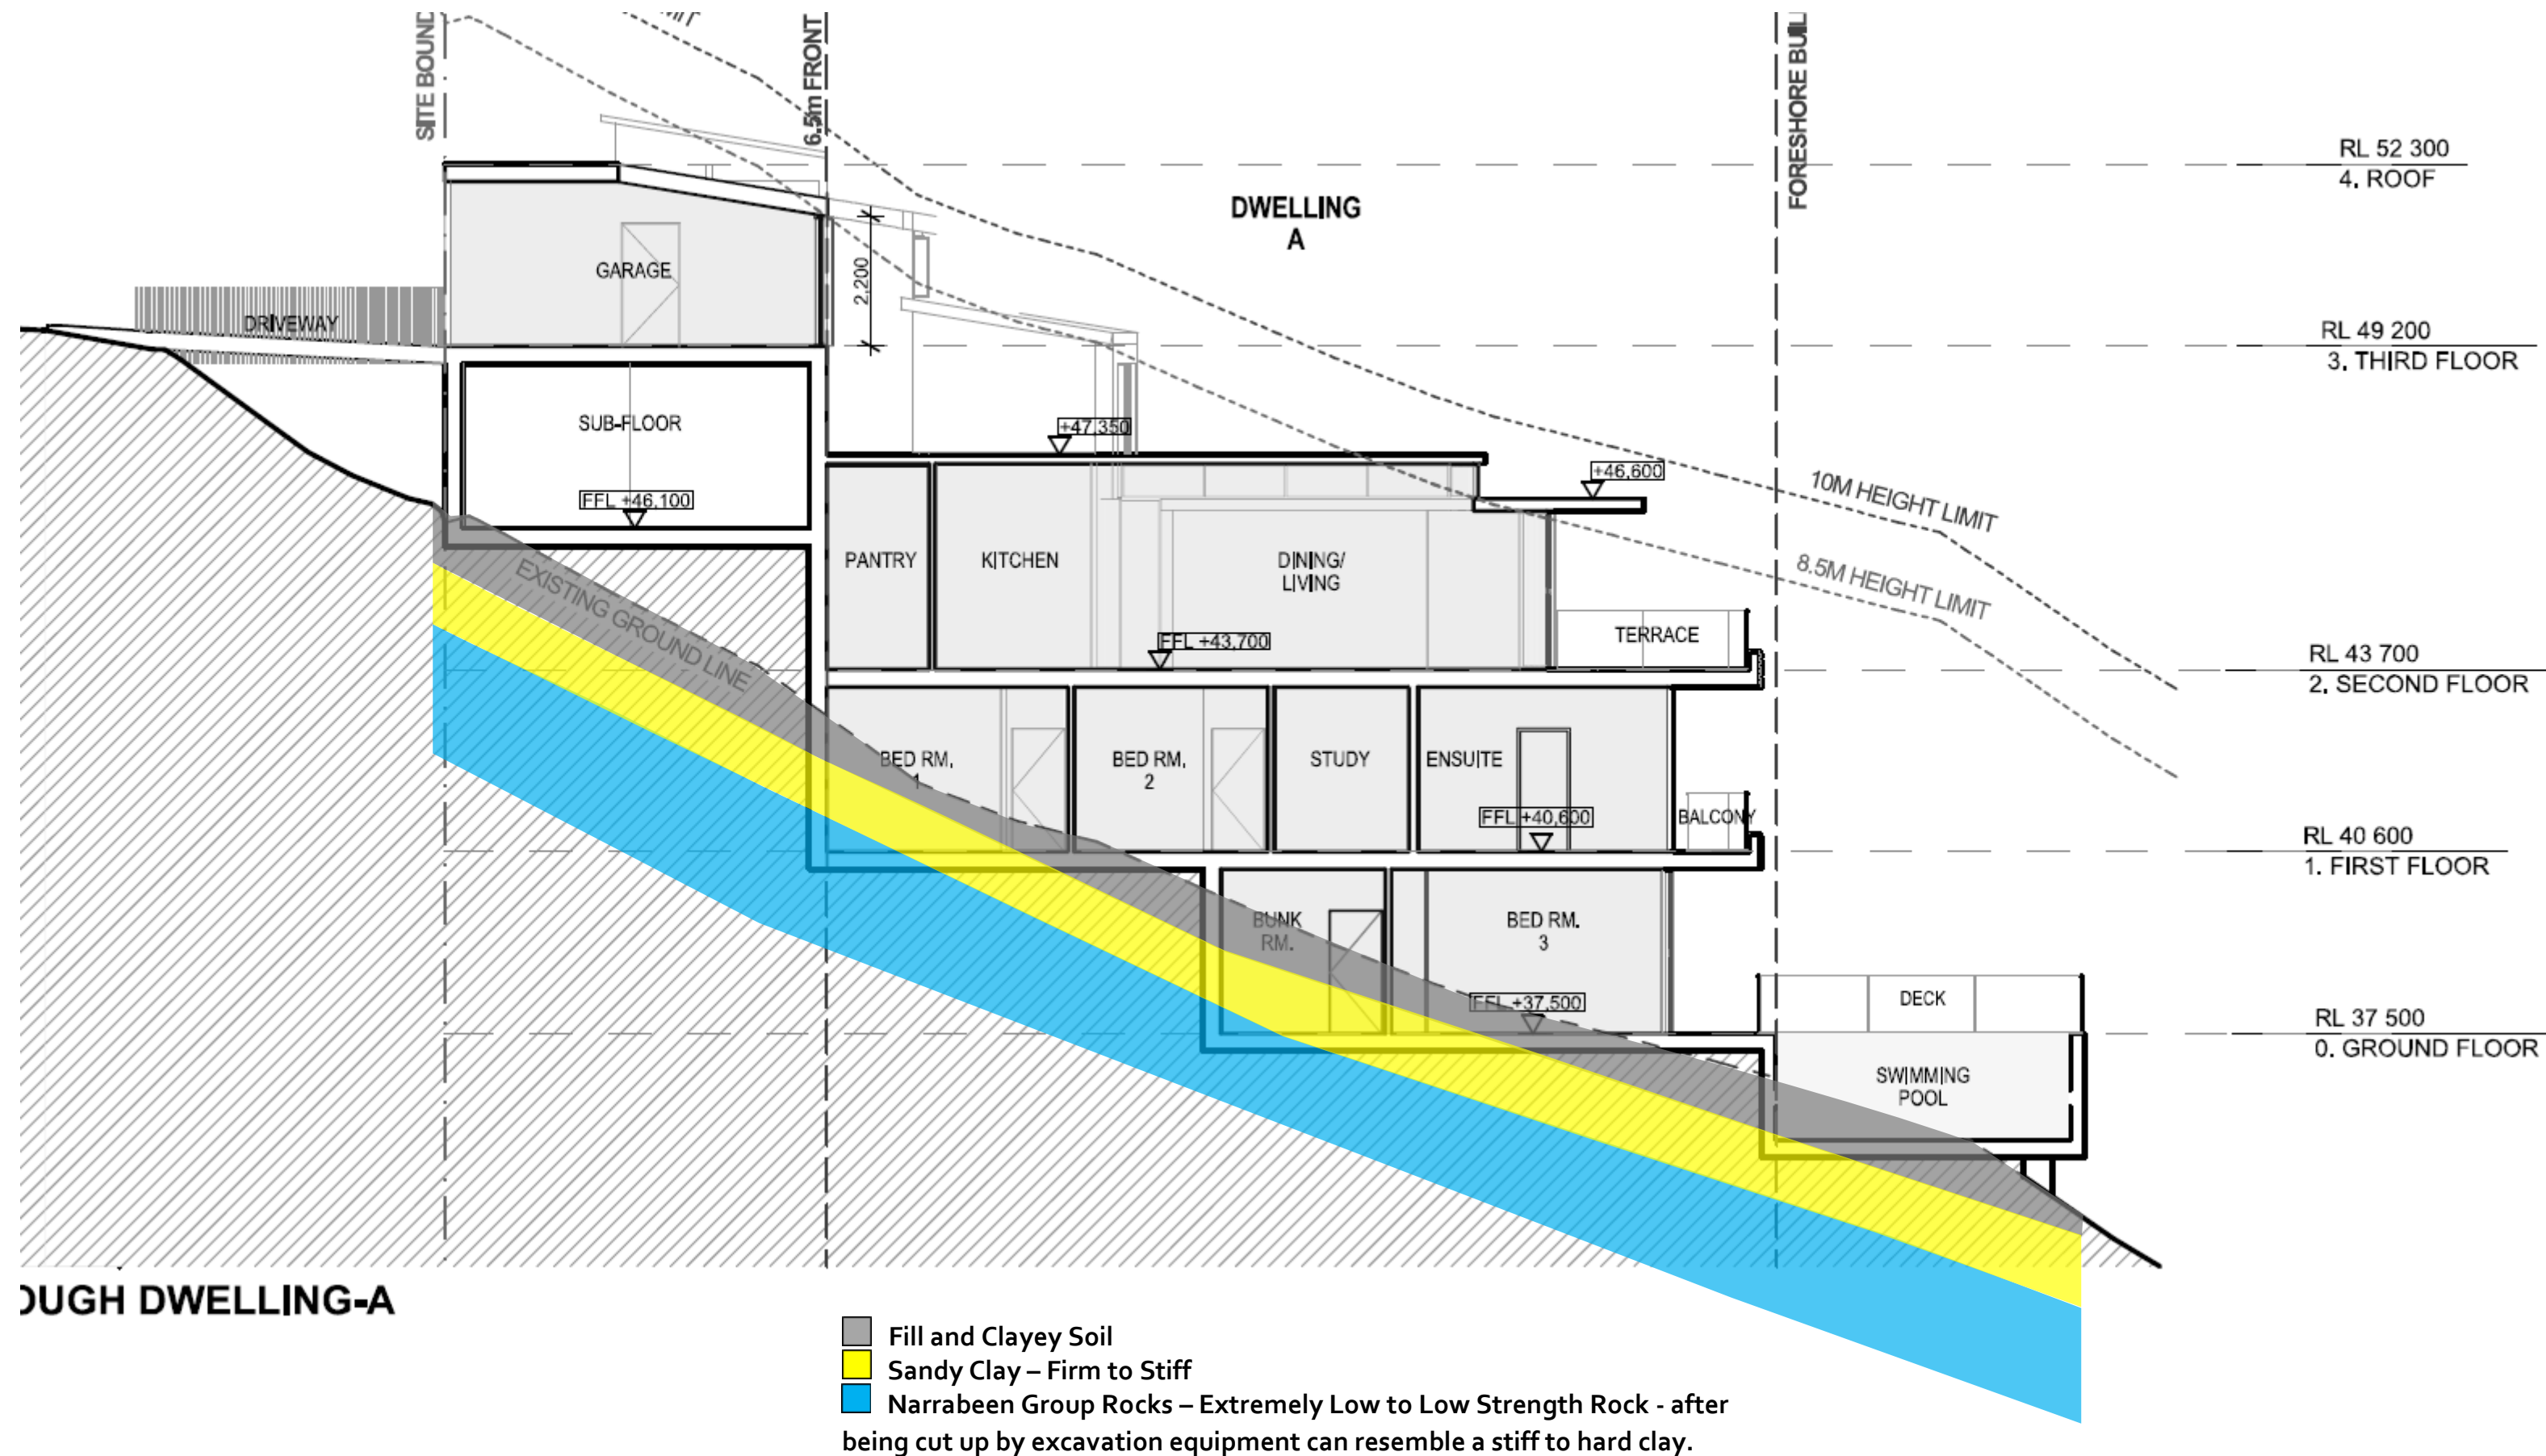 SITE BOUND
6.5m FRONT
FORESHORE BUIL
RL 52 300
4. ROOF
DWELLING
A
GARAGE
2,200
DRIVEWAY
RL 49 200
3. THIRD FLOOR
SUB-FLOOR
+47,350
+46,600
10M HEIGHT LIMIT
FFL +46,100
PANTRY
KITCHEN
DINING/
LIVING
8.5M HEIGHT LIMIT
EXISTING GROUND LINE
FFL +43,700
TERRACE
RL 43 700
2. SECOND FLOOR
BED RM.
1
BED RM.
2
STUDY
ENSUITE
FFL +40,600
BALCONY
RL 40 600
1. FIRST FLOOR
BUNK
RM.
BED RM.
3
FFL +37,500
DECK
RL 37 500
0. GROUND FLOOR
SWIMMING
POOL
OUGH DWELLING-A
Fill and Clayey Soil
Sandy Clay – Firm to Stiff
Narrabeen Group Rocks – Extremely Low to Low Strength Rock - after
being cut up by excavation equipment can resemble a stiff to hard clay.